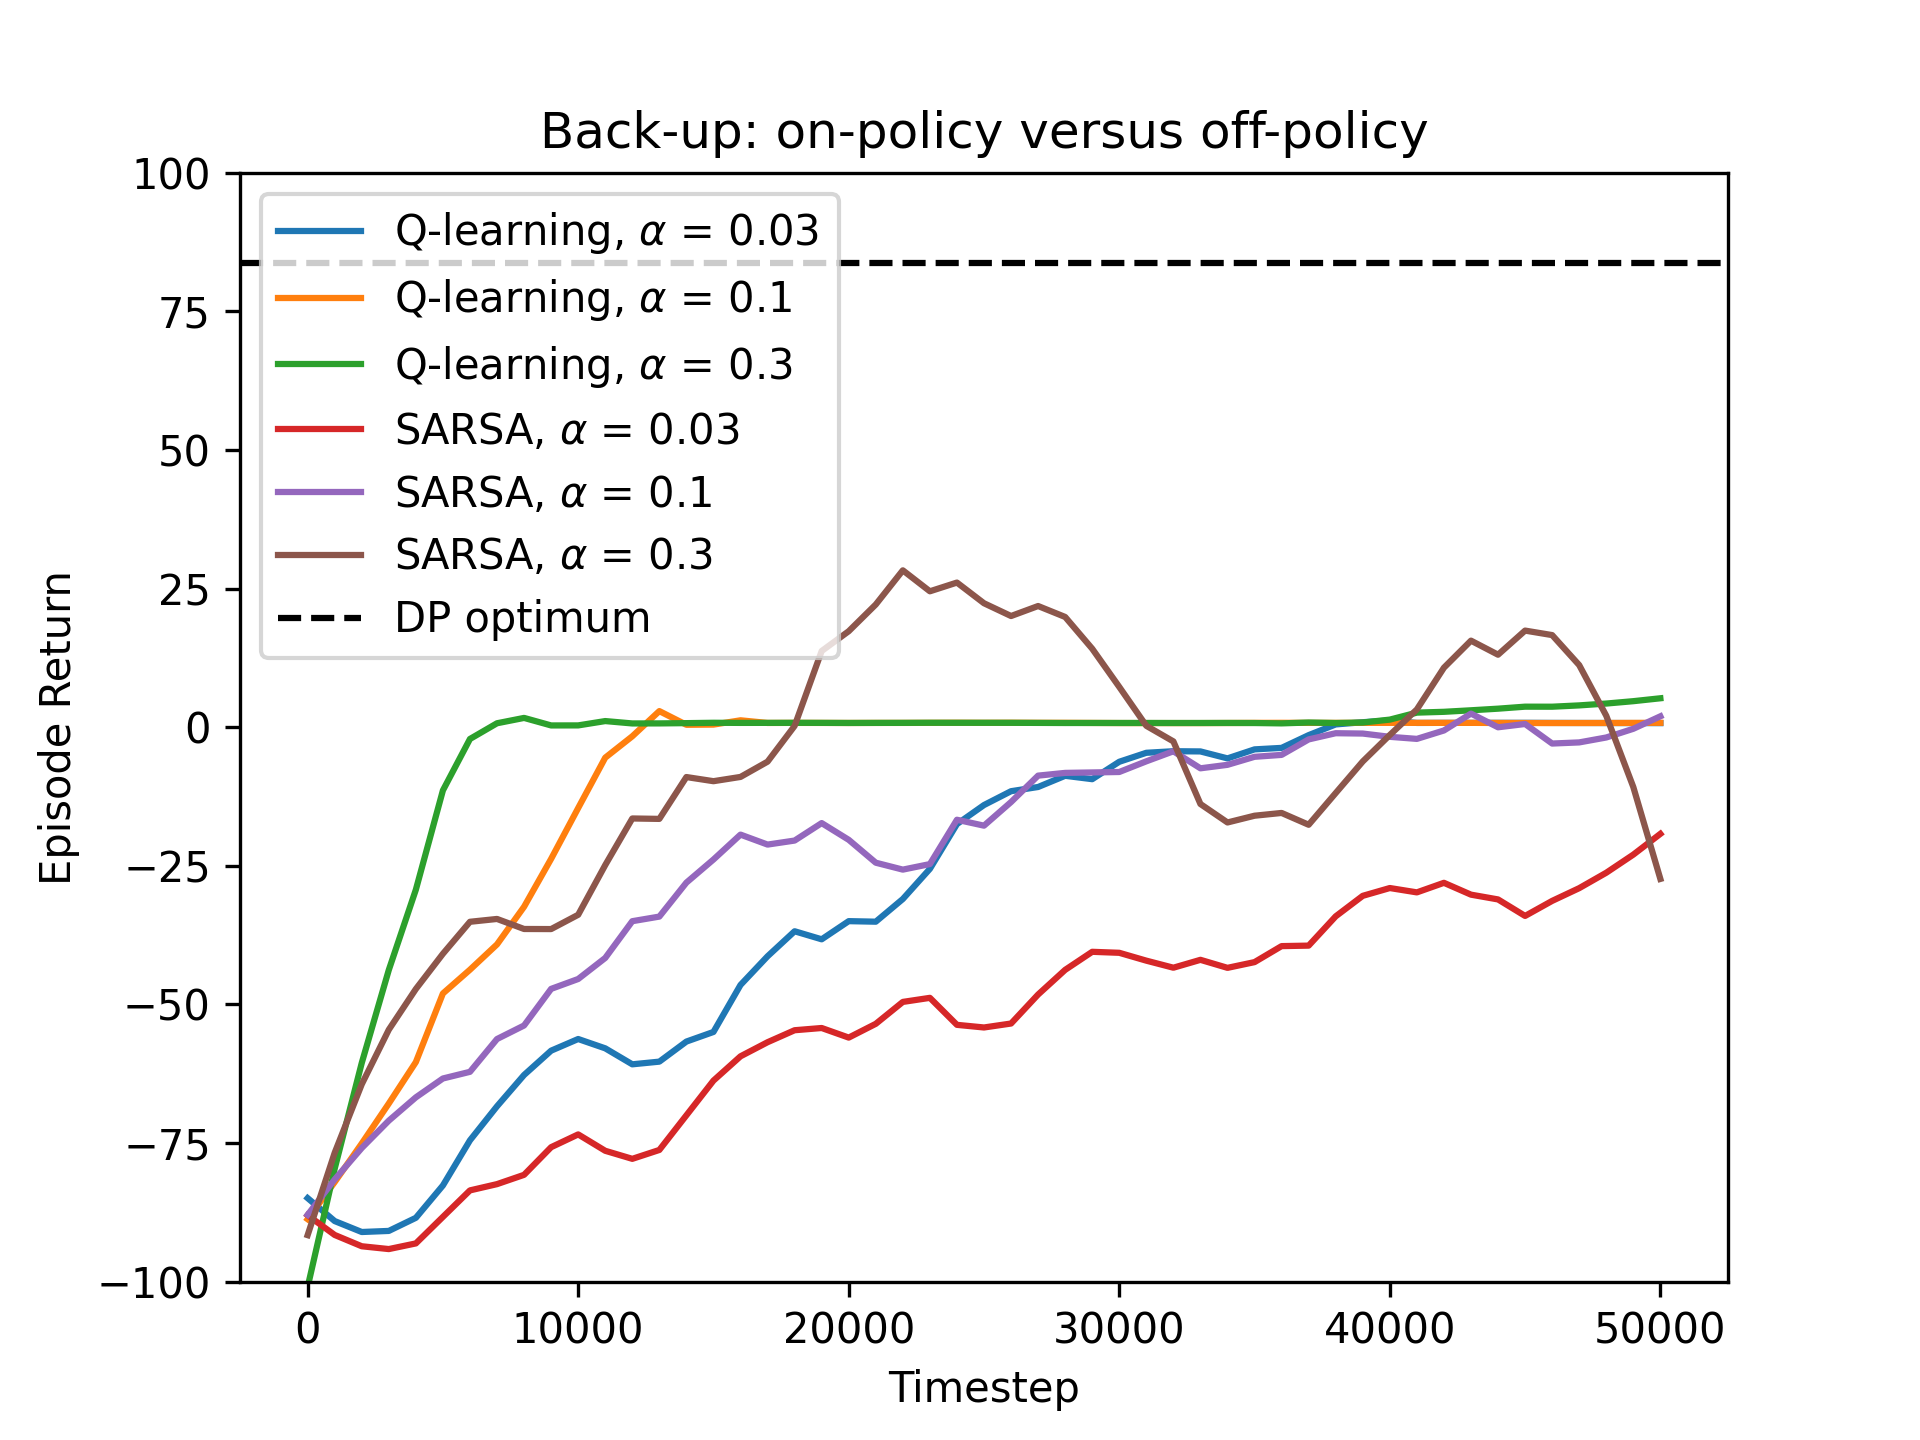 Back-up: on-policy versus off-policy
100
75
50
25
0
−25
−50
−75
−100
Episode Return
Q-learning, α = 0.03
Q-learning, α = 0.1
Q-learning, α = 0.3
SARSA, α = 0.03
SARSA, α = 0.1
SARSA, α = 0.3
DP optimum
0 10000 20000 30000 40000 50000
Timestep